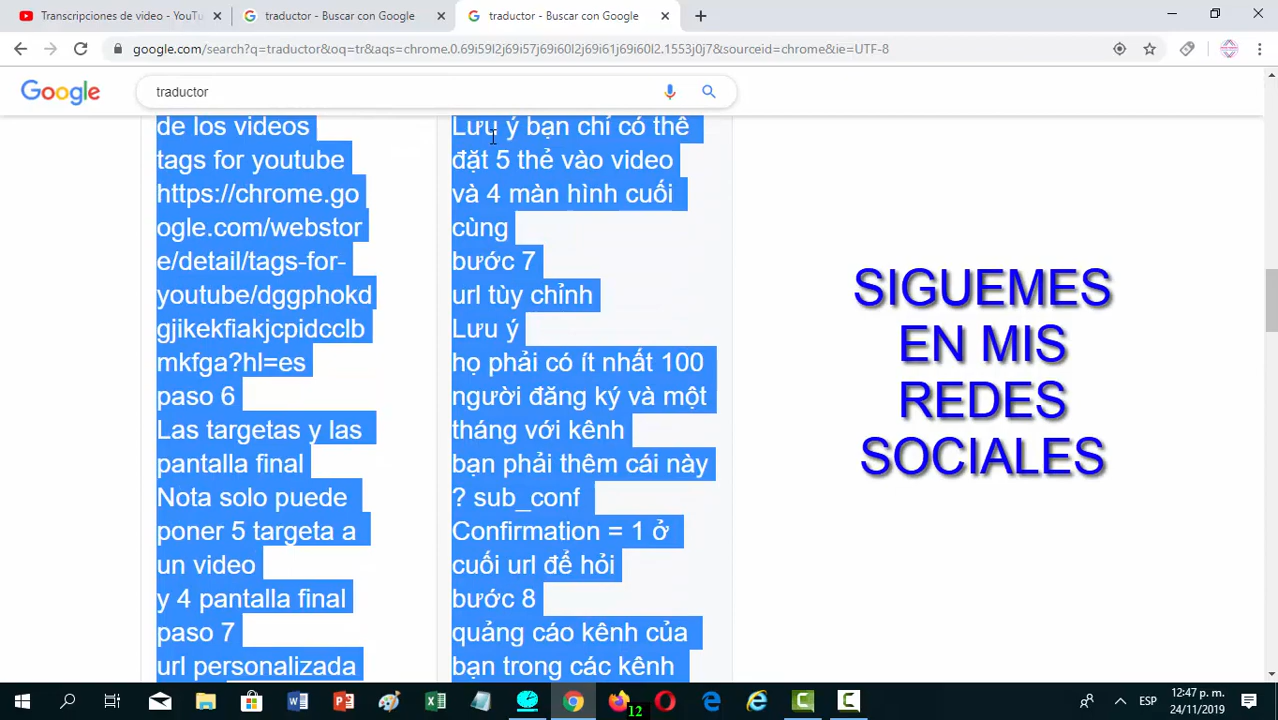 Transcripciones de video - YouTu
traductor - Buscar con Google
traductor - Buscar con Google
google.com/search?q=traductor&oq=tr&aqs=chrome.0.69i59l2j69i57j69i60l2j69i61j69i60l2.1553j0j7&sourceid=chrome&ie=UTF-8
Google
traductor
de los videos
tags for youtube
https://chrome.go
ogle.com/webstor
e/detail/tags-for-
youtube/dggphokd
gjikekfiakjcpidcclb
mkfga?hl=es
paso 6
Las targetas y las
pantalla final
Nota solo puede
poner 5 targeta a
un video
y 4 pantalla final
paso 7
url personalizada
Lưu ý bạn chỉ có thể
đặt 5 thẻ vào video
và 4 màn hình cuối
cùng
bước 7
url tùy chỉnh
Lưu ý
họ phải có ít nhất 100
người đăng ký và một
tháng với kênh
bạn phải thêm cái này
? sub_conf
Confirmation = 1 ở
cuối url để hỏi
bước 8
quảng cáo kênh của
bạn trong các kênh
SIGUEMES
EN MIS
REDES
SOCIALES
12
ESP
12:47 p. m.
24/11/2019